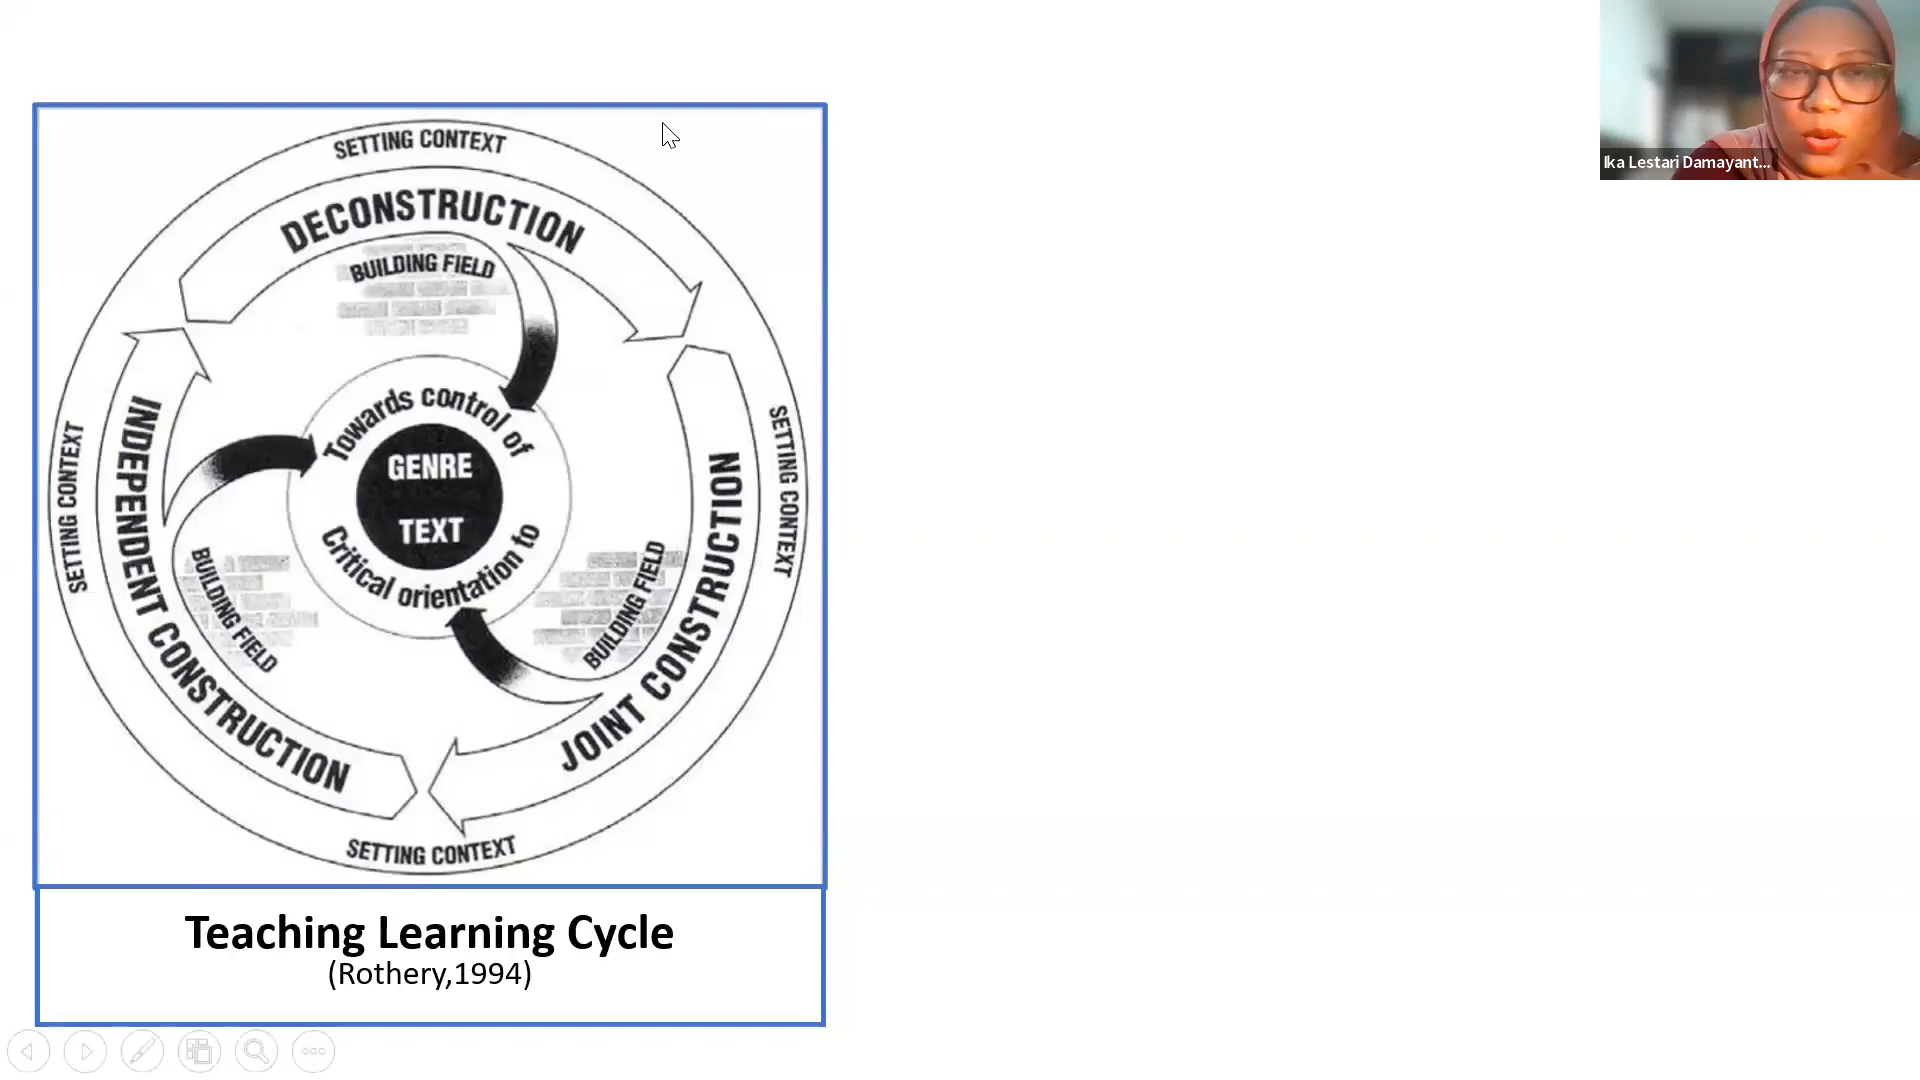 SETTING CONTEXT
DECONSTRUCTION
BUILDING FIELD
Towards control of
GENRE
TEXT
Critical orientation to
INDEPENDENT CONSTRUCTION
SETTING CONTEXT
BUILDING FIELD
BUILDING FIELD
JOINT CONSTRUCTION
SETTING CONTEXT
SETTING CONTEXT
Teaching Learning Cycle
(Rothery,1994)
Ika Lestari Damayant...